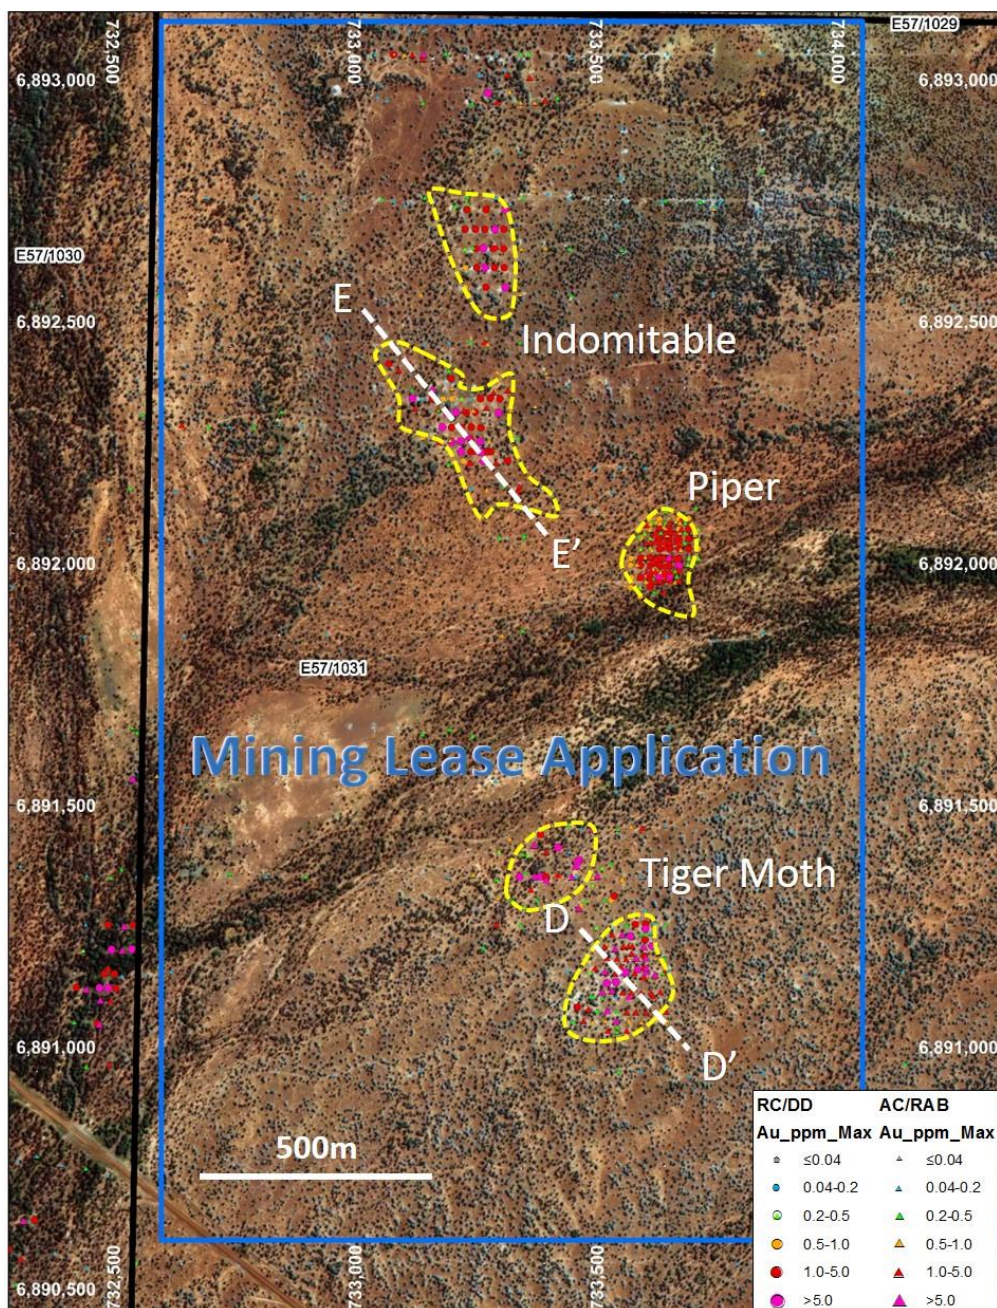 732,500
733,000
733,500
734,000
E57/1029
6,893,000
6,893,000
E57/1030
E
6,892,500
6,892,500
Indomitable
Piper
E’
6,892,000
6,892,000
E57/1031
Mining Lease Application
6,891,500
6,891,500
Tiger Moth
D
6,891,000
6,891,000
D’
500m
RC/DD AC/RAB
Au_ppm_Max Au_ppm_Max
≤0.04 ≤0.04
0.04-0.2 0.04-0.2
0.2-0.5 0.2-0.5
0.5-1.0 0.5-1.0
1.0-5.0 1.0-5.0
>5.0 >5.0
6,890,500
732,500
733,000
733,500